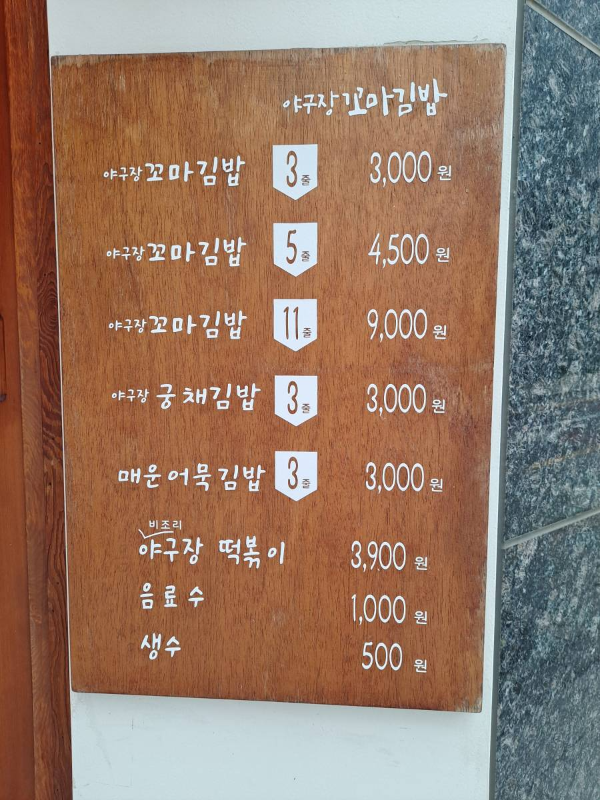 야구장꼬마김밥
야구장꼬마김밥 3줄 3,000원
야구장꼬마김밥 5줄 4,500원
야구장꼬마김밥 11줄 9,000원
야구장 궁채김밥 3줄 3,000원
매운어묵김밥 3줄 3,000원
비조리
야구장 떡볶이 3,900원
음료수 1,000원
생수 500원